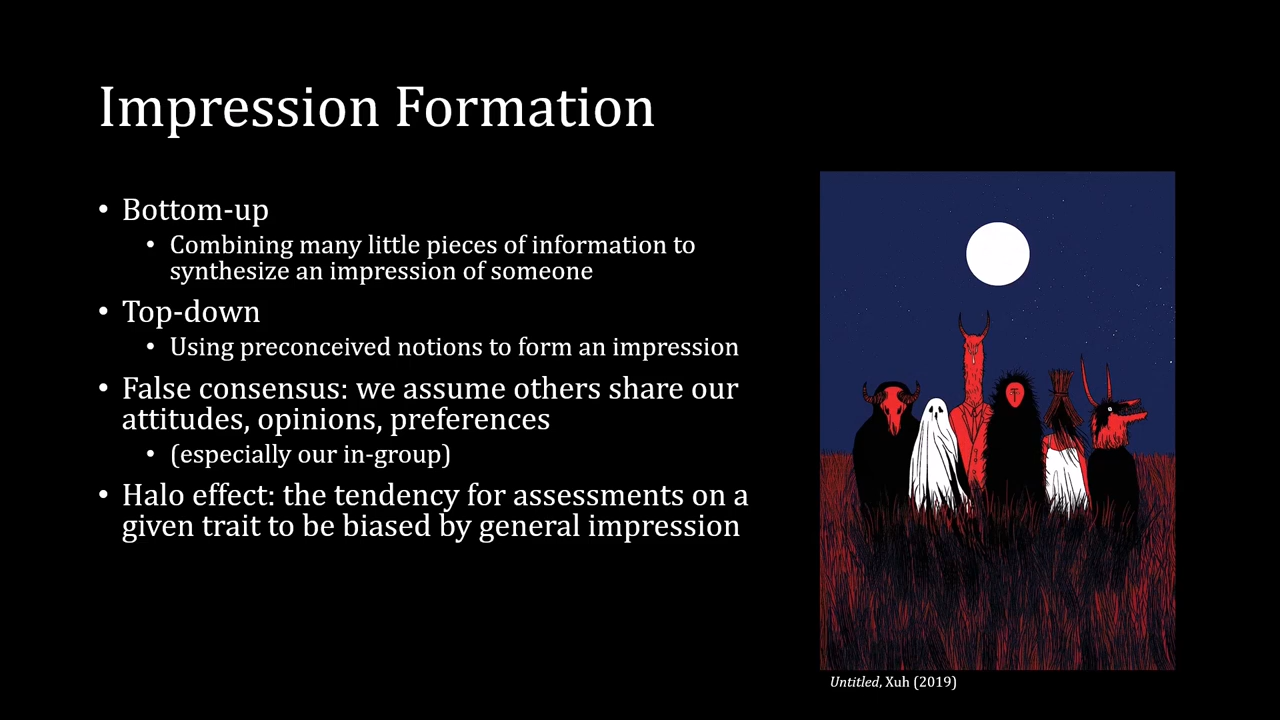 Impression Formation
• Bottom-up
• Combining many little pieces of information to
synthesize an impression of someone
• Top-down
• Using preconceived notions to form an impression
• False consensus: we assume others share our
attitudes, opinions, preferences
• (especially our in-group)
• Halo effect: the tendency for assessments on a
given trait to be biased by general impression
Untitled, Xuh (2019)